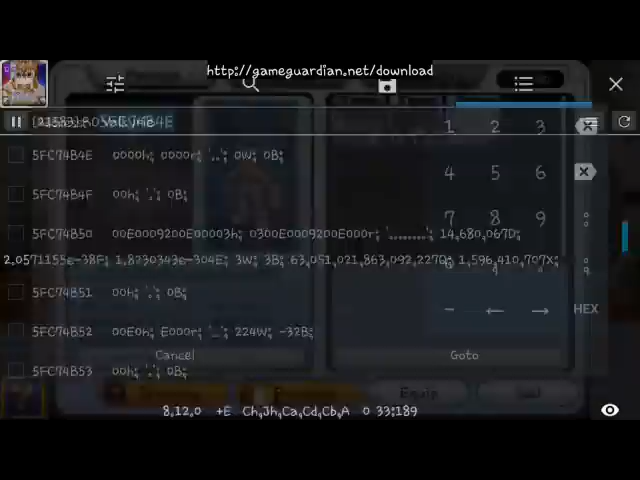 http://gameguardian.net/download
5FC74B4E
1 2 3
5FC74B4E 0000h; 0000r; '..'; 0W; 0B;
4 5 6
5FC74B4F 00h; '.'; 0B;
7 8 9
5FC74B50 00E0009200E00003h; 0300E0009200E000r; '........'; 14,680,067D;
2,0571155e-38F; 1,8230343e-304E; 3W; 3B; 63,051,021,863,092,227Q; 1,596,410,707X;
5FC74B51 00h; '.'; 0B;
- ← → HEX
5FC74B52 00E0h; E000r; '..'; 224W; -32B;
Cancel Goto
5FC74B53 00h; '.'; 0B;
Equip
8,12,0 +E Ch,Jh,Ca,Cd,Cb,A 0 33;189